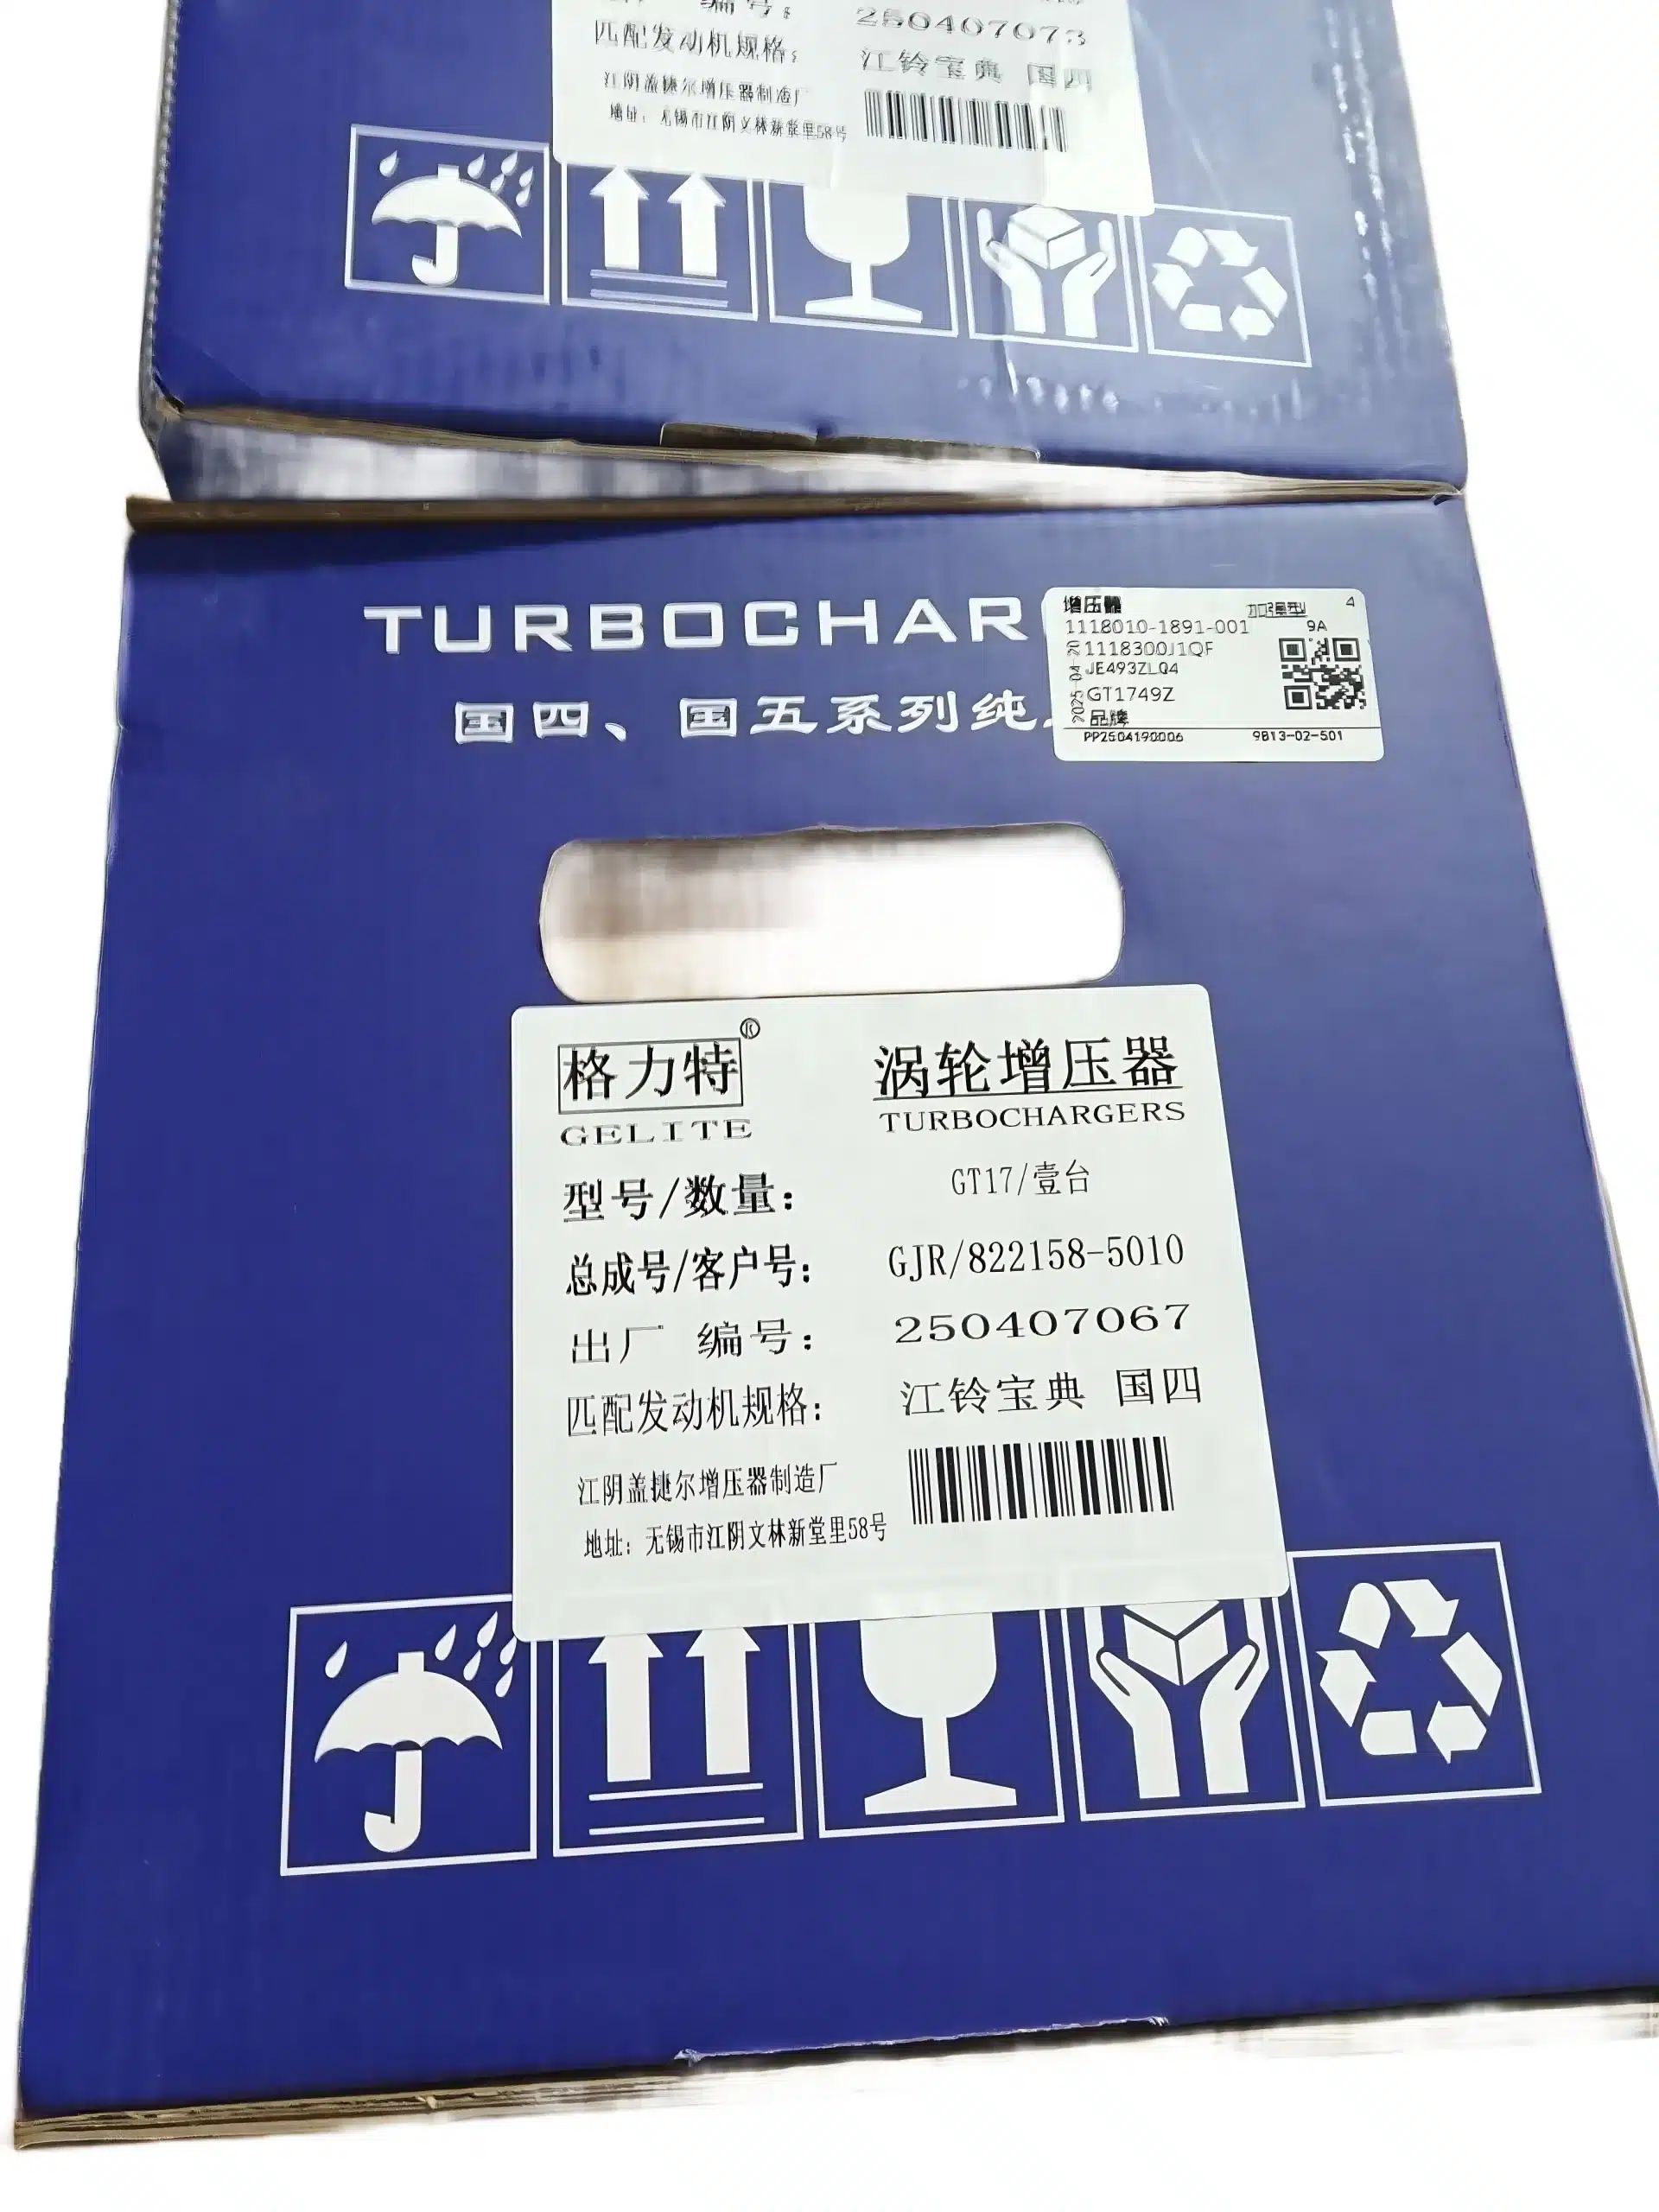 编号:
250407073
匹配发动机规格:
江铃宝典 国四
江阴盖捷尔增压器制造厂
地址: 无锡市江阴文林新堂里58号
TURBOCHAR
国四、国五系列纯
增压器
加强型
4
1118010-1891-001
9A
1118300J1QF
JE493ZLQ4
GT1749Z
品牌
PP2504190006
9B13-02-501
格力特®
涡轮增压器
GELITE
TURBOCHARGERS
型号/数量:
GT17/壹台
总成号/客户号:
GJR/822158-5010
出厂 编号:
250407067
匹配发动机规格:
江铃宝典 国四
江阴盖捷尔增压器制造厂
地址: 无锡市江阴文林新堂里58号